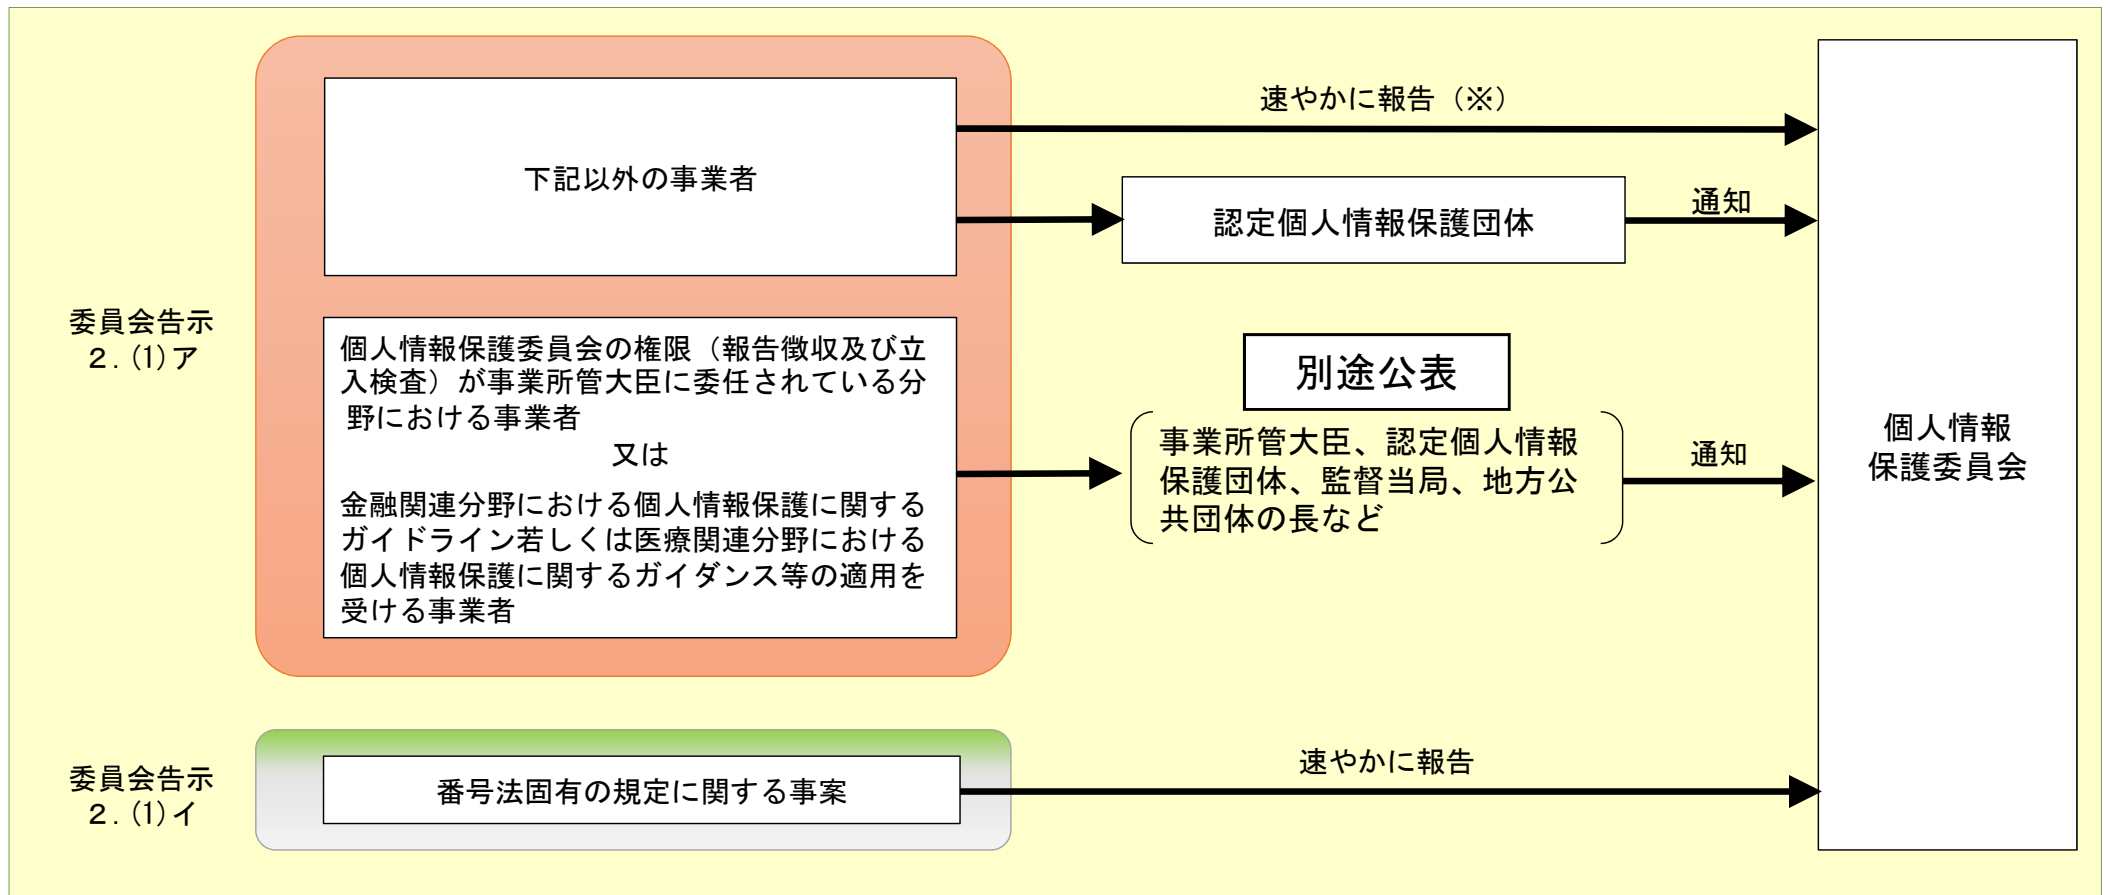 委員会告示
２．(1)ア
下記以外の事業者
速やかに報告（※）
認定個人情報保護団体
通知
個人情報保護委員会の権限（報告徴収及び立
入検査）が事業所管大臣に委任されている分
野における事業者
又は
金融関連分野における個人情報保護に関する
ガイドライン若しくは医療関連分野における
個人情報保護に関するガイダンス等の適用を
受ける事業者
別途公表
事業所管大臣、認定個人情報
保護団体、監督当局、地方公
共団体の長など
通知
個人情報
保護委員会
委員会告示
２．(1)イ
番号法固有の規定に関する事案
速やかに報告